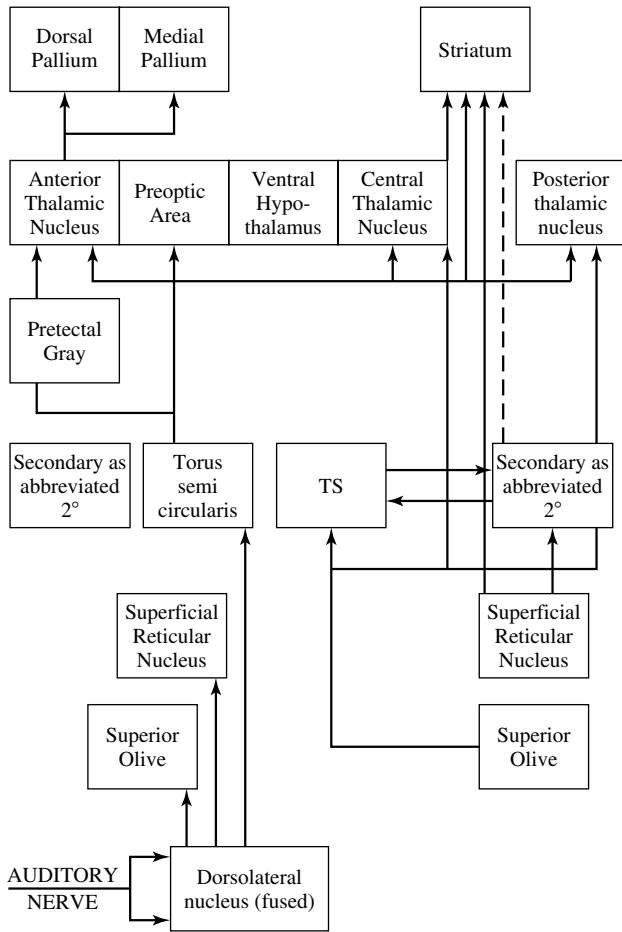 Dorsal
Pallium
Medial
Pallium
Striatum
Anterior
Thalamic
Nucleus
Preoptic
Area
Ventral
Hypo-
thalamus
Central
Thalamic
Nucleus
Posterior
thalamic
nucleus
Pretectal
Gray
Secondary as
abbreviated
2°
Torus
semi
circularis
TS
Secondary as
abbreviated
2°
Superficial
Reticular
Nucleus
Superficial
Reticular
Nucleus
Superior
Olive
Superior
Olive
AUDITORY
NERVE
Dorsolateral
nucleus (fused)